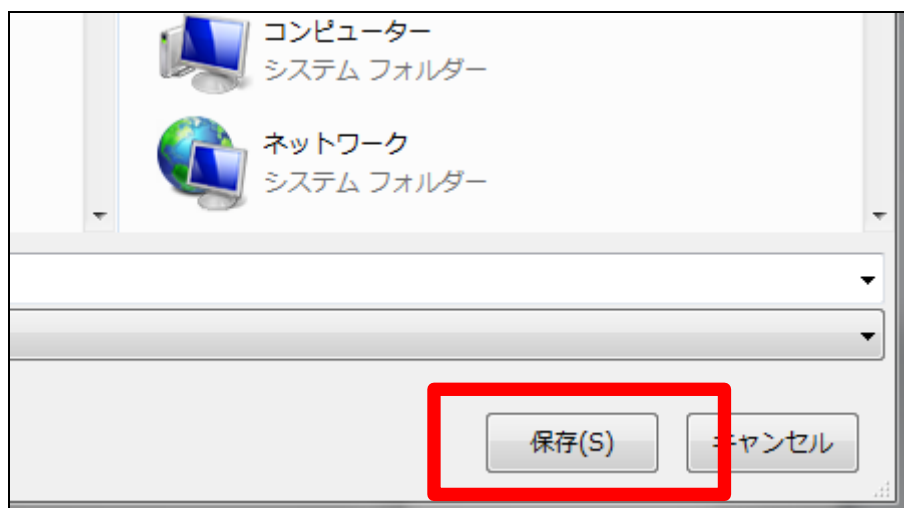 コンピューター
システム フォルダー
ネットワーク
システム フォルダー
保存(S)
キャンセル